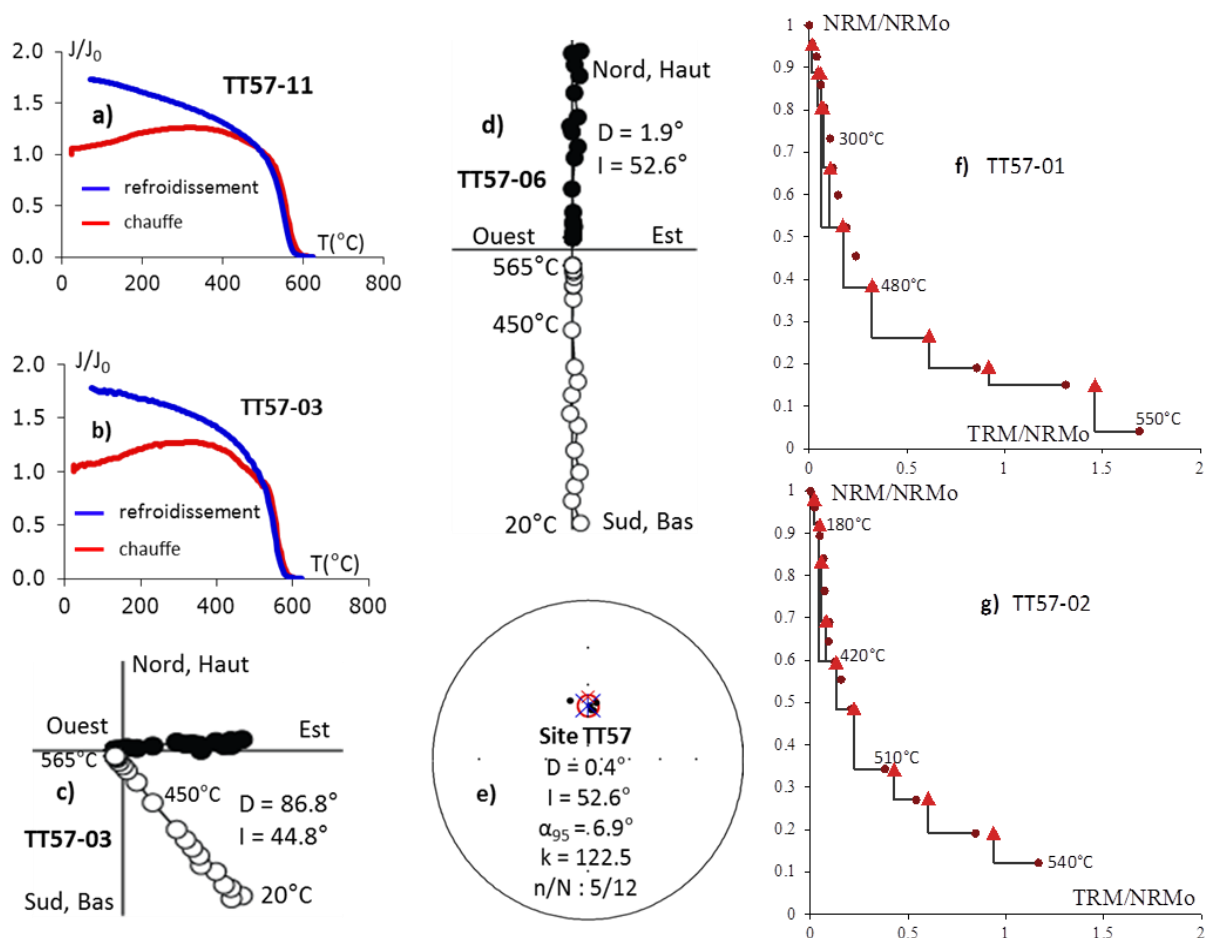 J/J₀
2.0
1.5
1.0
0.5
0.0
a)
TT57-11
refroidissement
chauffe
T(°C)
0
200
400
600
800
J/J₀
2.0
1.5
1.0
0.5
0.0
b)
TT57-03
refroidissement
chauffe
T(°C)
0
200
400
600
800
Nord, Haut
Ouest
Est
565°C
c)
450°C
D = 86.8°
I = 44.8°
TT57-03
20°C
Sud, Bas
Nord, Haut
d)
D = 1.9°
I = 52.6°
TT57-06
Ouest
Est
565°C
450°C
20°C
Sud, Bas
Site TT57
D = 0.4°
e)
I = 52.6°
α₉₅ = 6.9°
k = 122.5
n/N : 5/12
NRM/NRMo
1
0.9
0.8
0.7
0.6
0.5
0.4
0.3
0.2
0.1
0
300°C
f) TT57-01
480°C
550°C
TRM/NRMo
0
0.5
1
1.5
2
NRM/NRMo
1
0.9
0.8
0.7
0.6
0.5
0.4
0.3
0.2
0.1
0
180°C
g) TT57-02
420°C
510°C
540°C
TRM/NRMo
0
0.5
1
1.5
2